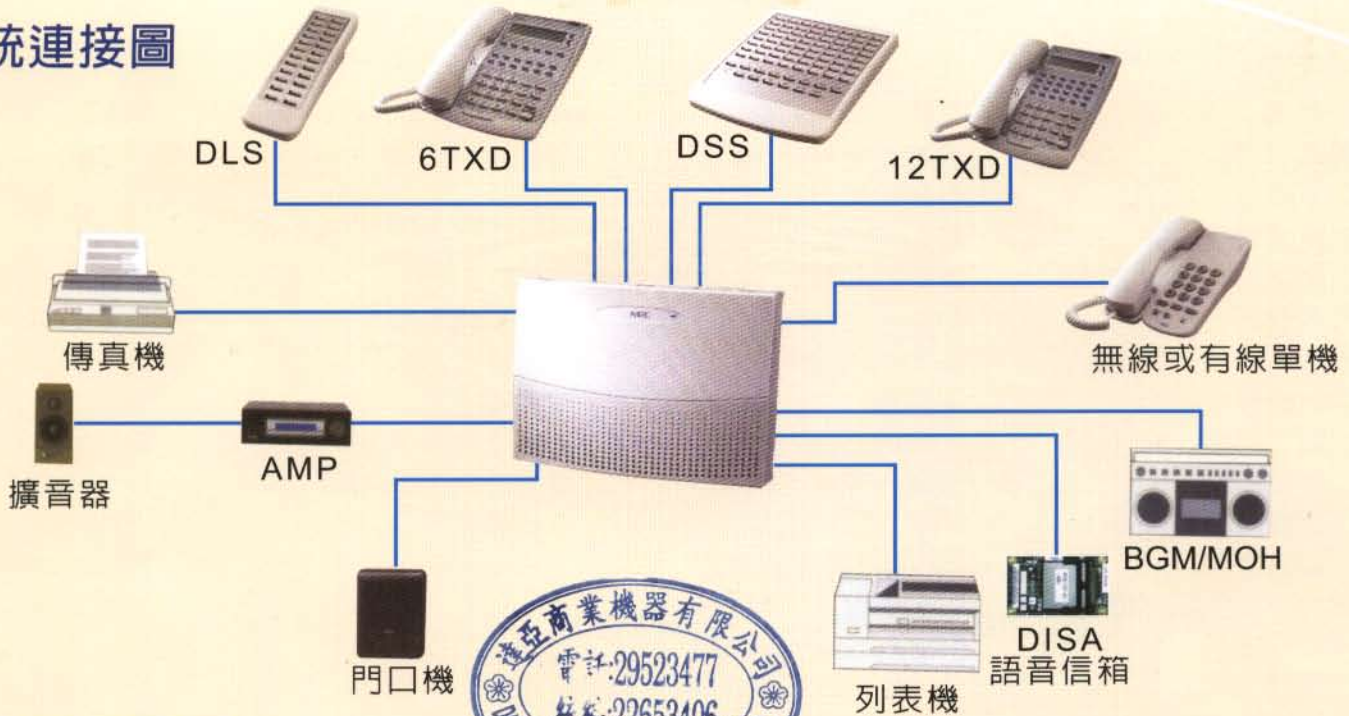 統連接圖
DLS
6TXD
DSS
12TXD
傳真機
NEC
無線或有線單機
擴音器
AMP
BGM/MOH
門口機
達亞商業機器有限公司
電話:29523477
列表機
DISA
語音信箱